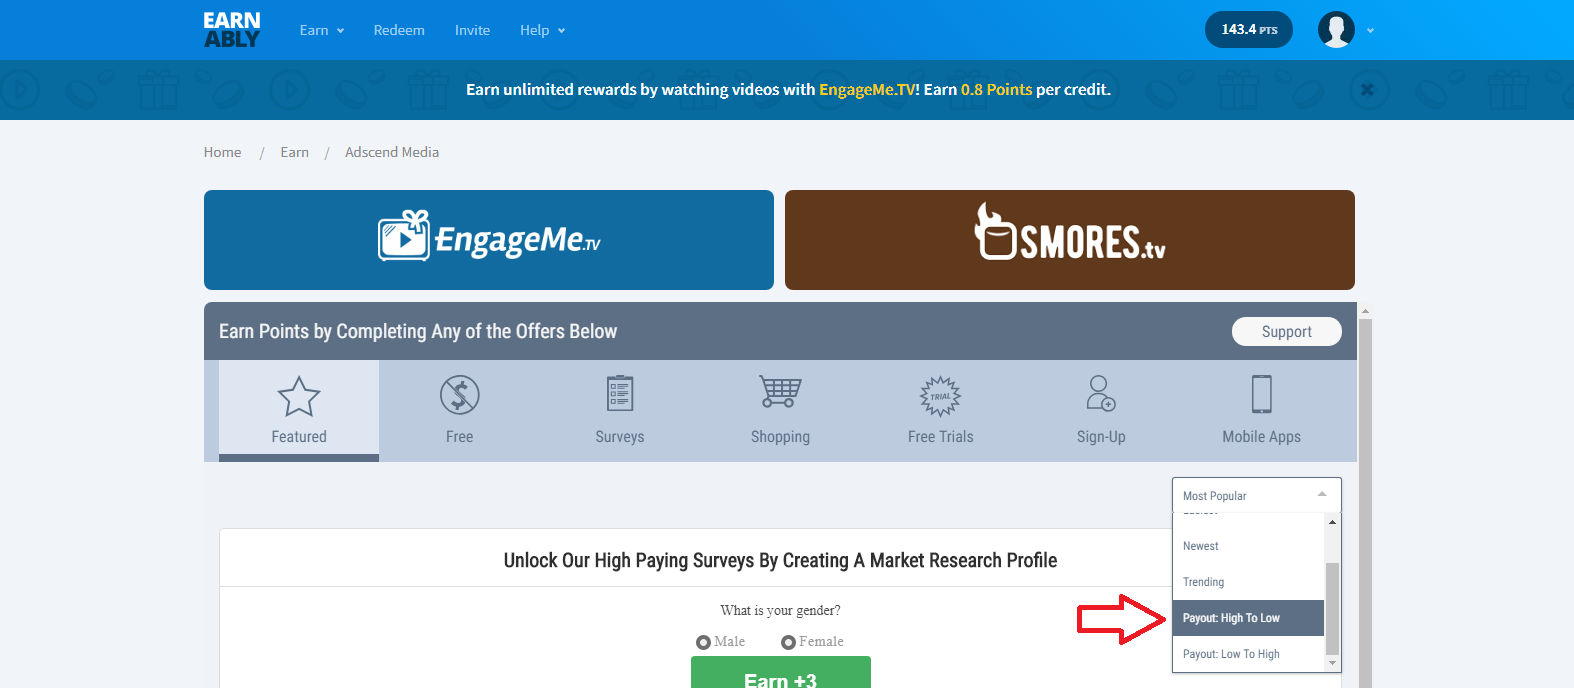 EARN
ABLY
Earn
Redeem
Invite
Help
143.4 PTS
Earn unlimited rewards by watching videos with EngageMe.TV! Earn 0.8 Points per credit.
Home / Earn / Adscend Media
EngageMe.TV
SMORES.tv
Earn Points by Completing Any of the Offers Below
Support
Featured
Free
Surveys
Shopping
TRIAL
Free Trials
Sign-Up
Mobile Apps
Most Popular
Newest
Trending
Payout: High To Low
Payout: Low To High
Unlock Our High Paying Surveys By Creating A Market Research Profile
What is your gender?
Male
Female
Earn +3